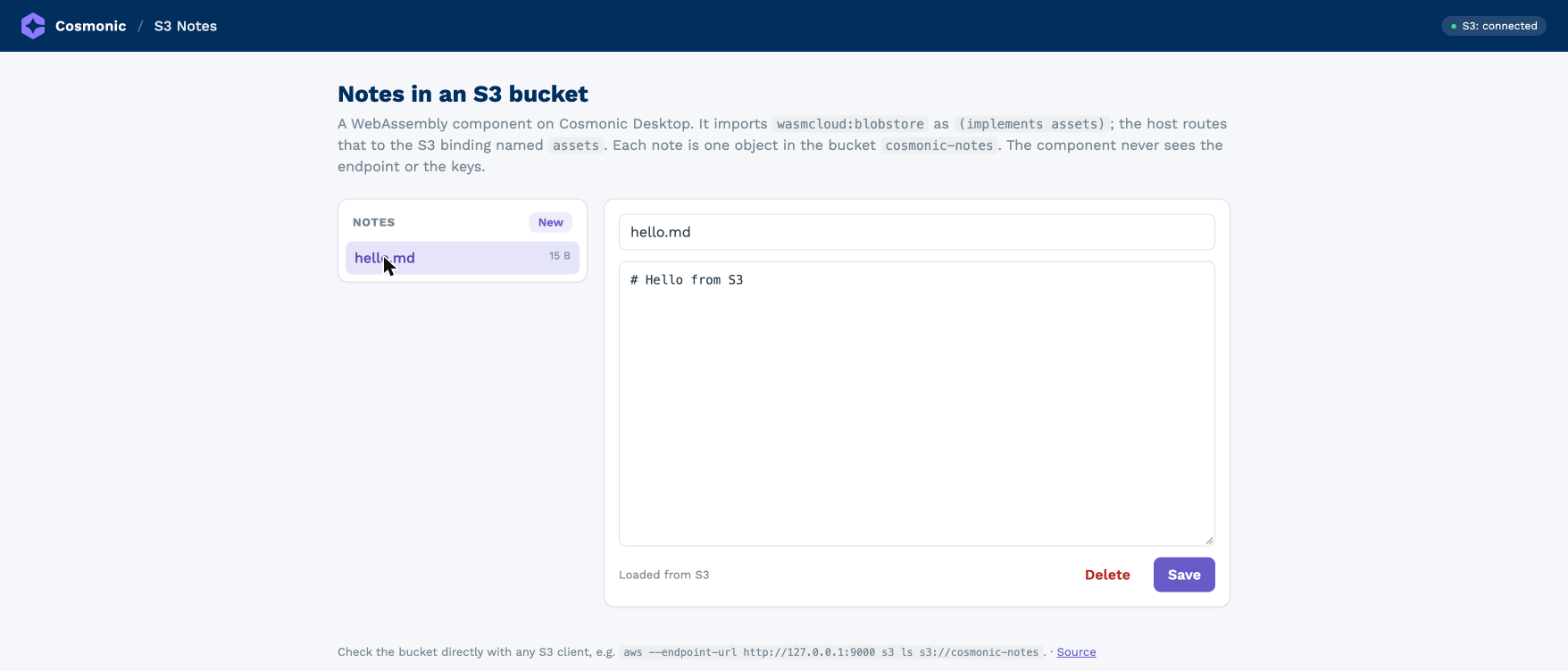 Cosmonic / S3 Notes
S3: connected
Notes in an S3 bucket
A WebAssembly component on Cosmonic Desktop. It imports wasmcloud:blobstore as (implements assets); the host routes
that to the S3 binding named assets. Each note is one object in the bucket cosmonic-notes. The component never sees the
endpoint or the keys.
NOTES
New
hello.md
15 B
hello.md
# Hello from S3
Loaded from S3
Delete
Save
Check the bucket directly with any S3 client, e.g. aws --endpoint-url http://127.0.0.1:9000 s3 ls s3://cosmonic-notes. · Source